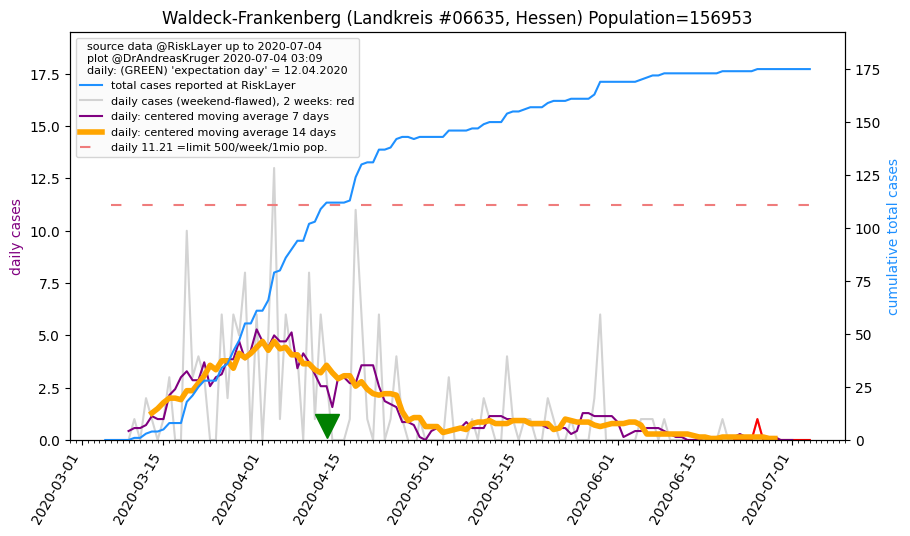 Waldeck-Frankenberg (Landkreis #06635, Hessen) Population=156953
source data @RiskLayer up to 2020-07-04
plot @DrAndreasKruger 2020-07-04 03:09
daily: (GREEN) 'expectation day' = 12.04.2020
total cases reported at RiskLayer
daily cases (weekend-flawed), 2 weeks: red
daily: centered moving average 7 days
daily: centered moving average 14 days
daily 11.21 =limit 500/week/1mio pop.
daily cases
17.5
15.0
12.5
10.0
7.5
5.0
2.5
0.0
175
150
125
100
75
50
25
0
cumulative total cases
2020-03-01
2020-03-15
2020-04-01
2020-04-15
2020-05-01
2020-05-15
2020-06-01
2020-06-15
2020-07-01